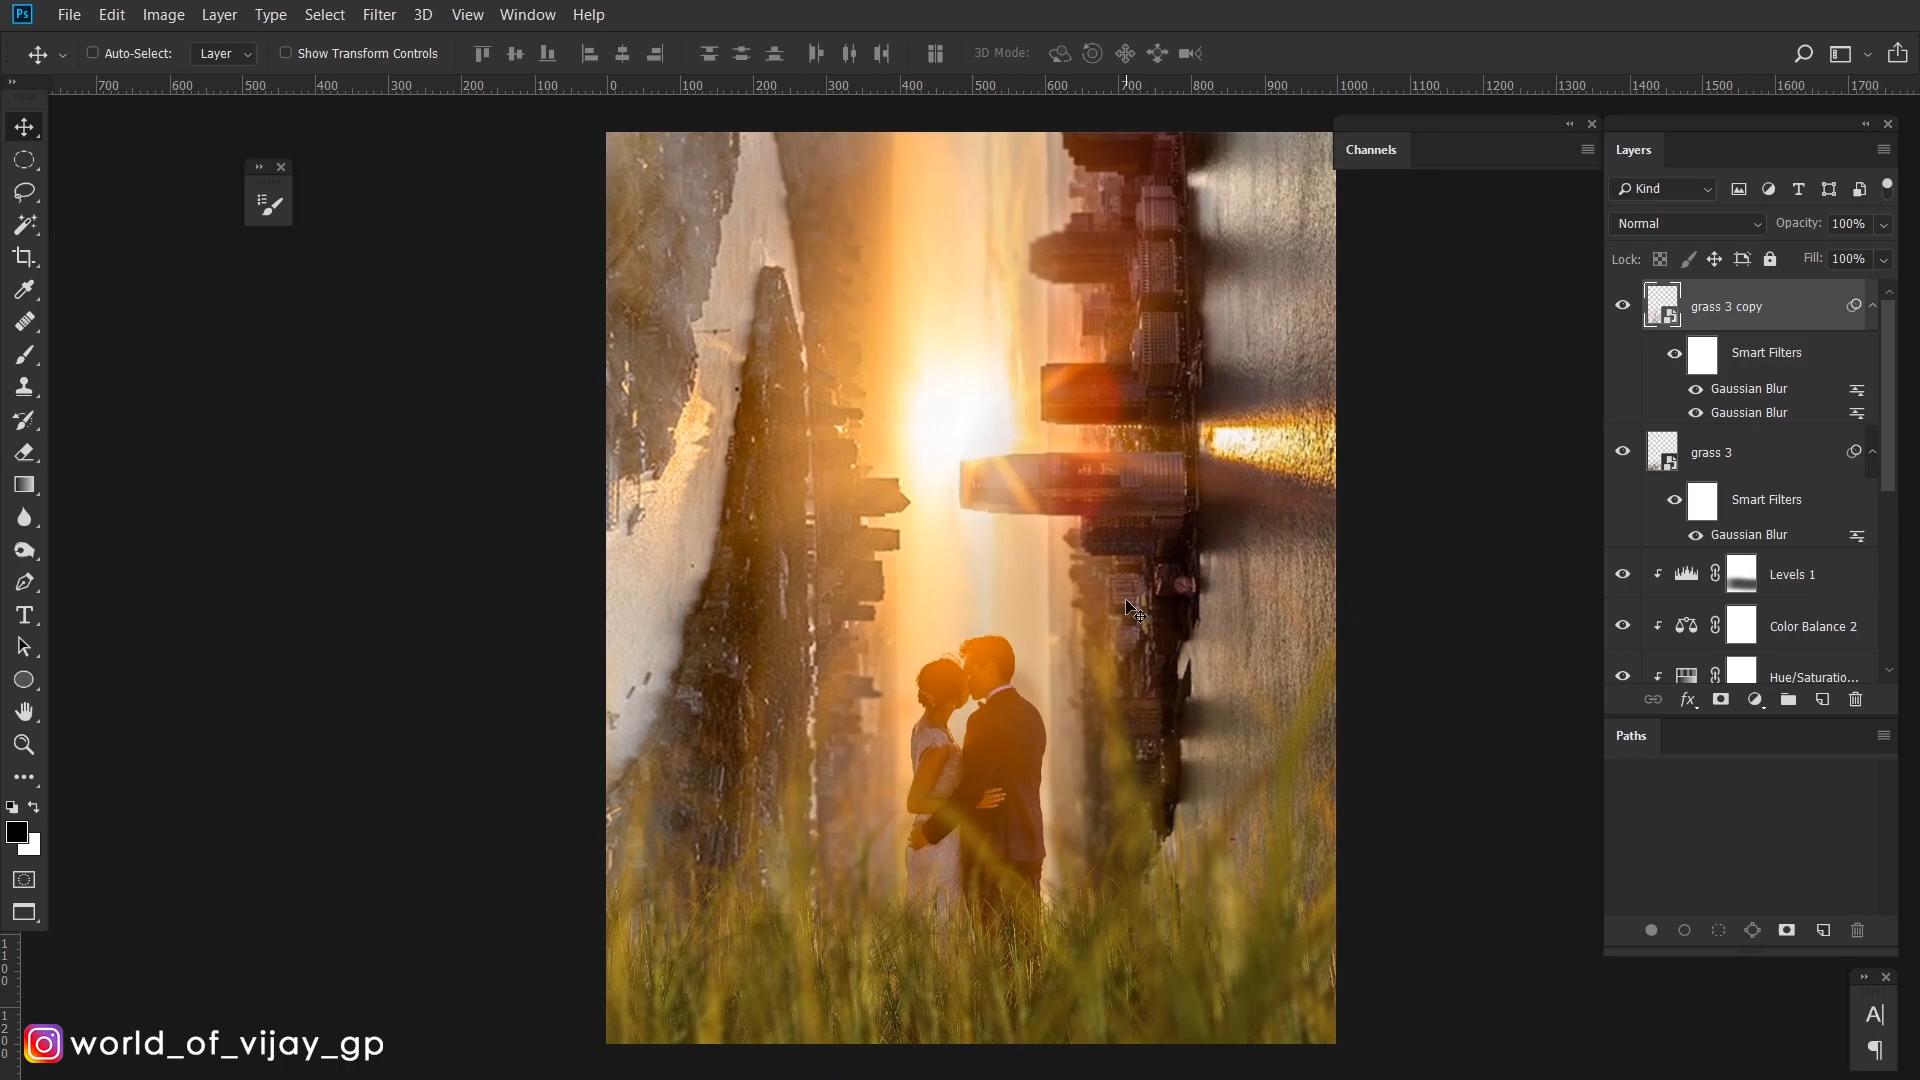 Ps File Edit Image Layer Type Select Filter 3D View Window Help
Auto-Select: Layer Show Transform Controls 3D Mode:
700 600 500 400 300 200 100 0 100 200 300 400 500 600 700 800 900 1000 1100 1200 1300 1400 1500 1600 1700
Channels
Layers
Kind
Normal Opacity: 100%
Lock: Fill: 100%
grass 3 copy
Smart Filters
Gaussian Blur
Gaussian Blur
grass 3
Smart Filters
Gaussian Blur
Levels 1
Color Balance 2
Hue/Saturatio...
fx
Paths
1100
1200
world_of_vijay_gp